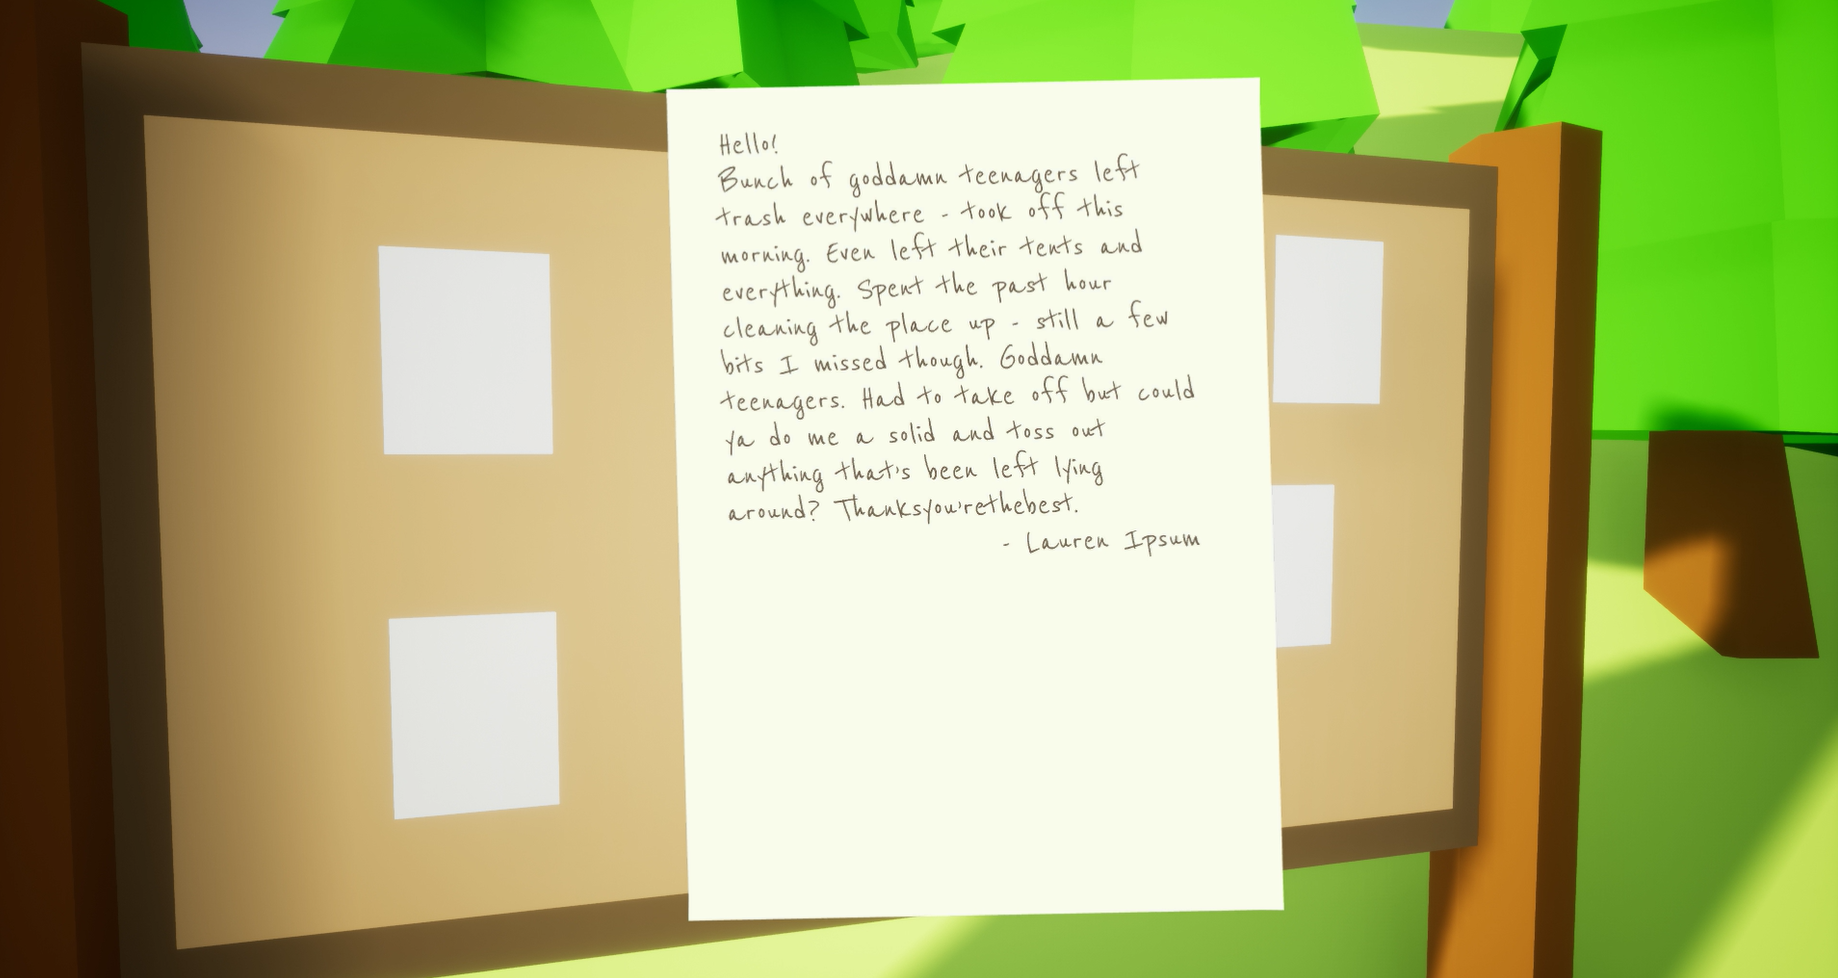 Hello!
Bunch of goddamn teenagers left
trash everywhere - took off this
morning. Even left their tents and
everything. Spent the past hour
cleaning the place up - still a few
bits I missed though. Goddamn
teenagers. Had to take off but could
ya do me a solid and toss out
anything that's been left lying
around? Thanksyou'rethebest.
- Lauren Ipsum